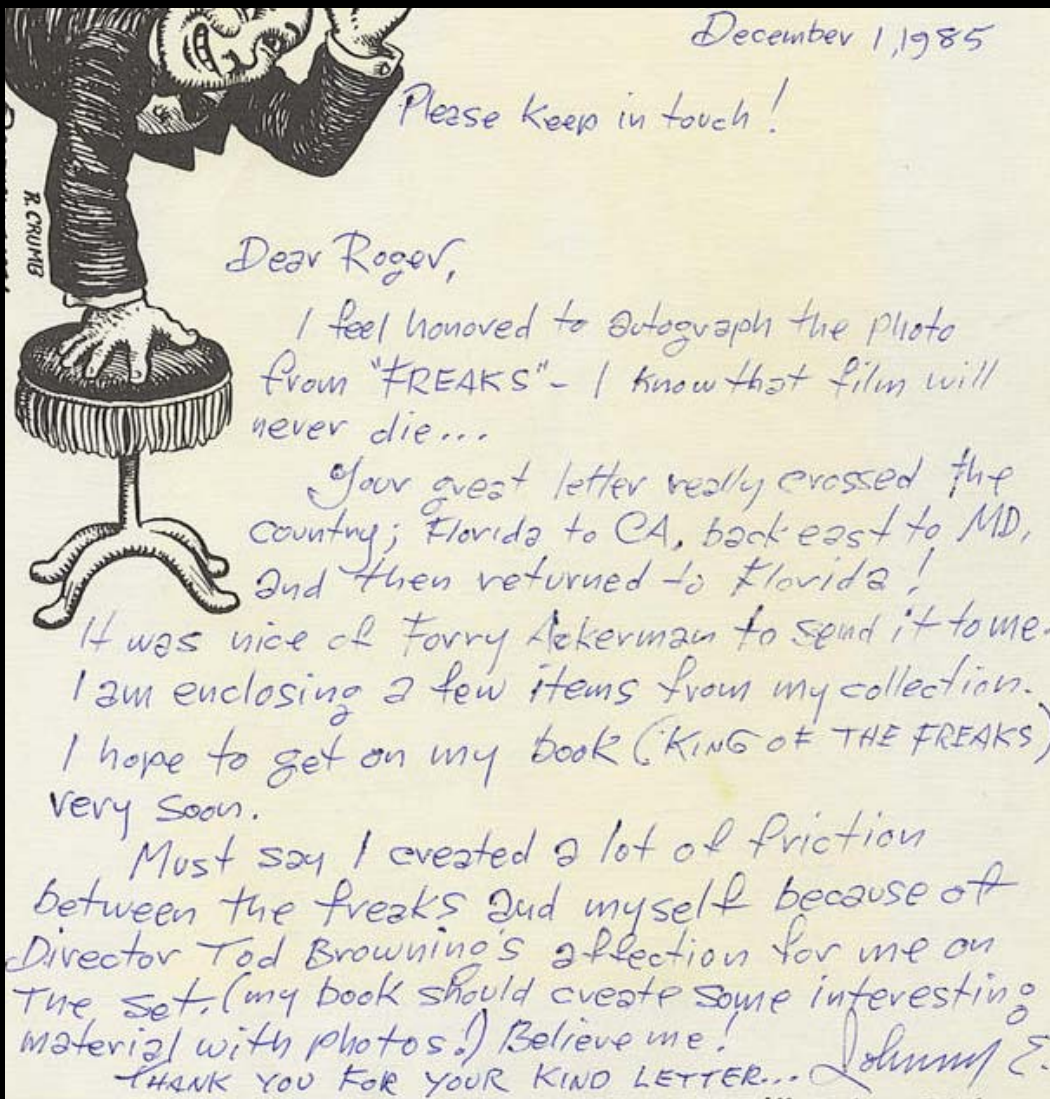 December 1, 1985
Please keep in touch!
R. CRUMB
Dear Roger,
I feel honored to autograph the photo
from "FREAKS" - I know that film will
never die...
Your great letter really crossed the
country; Florida to CA, back east to MD,
and then returned to Florida!
It was nice of Forry Ackerman to send it to me.
I am enclosing a few items from my collection.
I hope to get on my book (KING OF THE FREAKS)
very soon.
Must say I created a lot of friction
between the freaks and myself because of
Director Tod Browning's affection for me on
The set. (my book should create some interesting
material with photos!) Believe me!
THANK YOU FOR YOUR KIND LETTER... Johnny E.